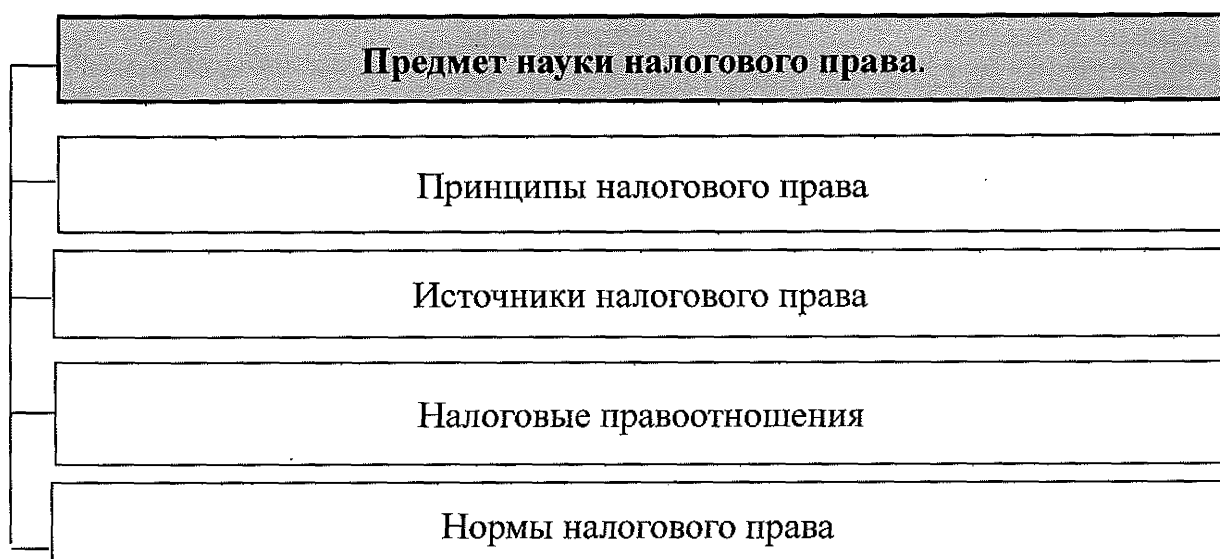 Предмет науки налогового права.
Принципы налогового права
Источники налогового права
Налоговые правоотношения
Нормы налогового права